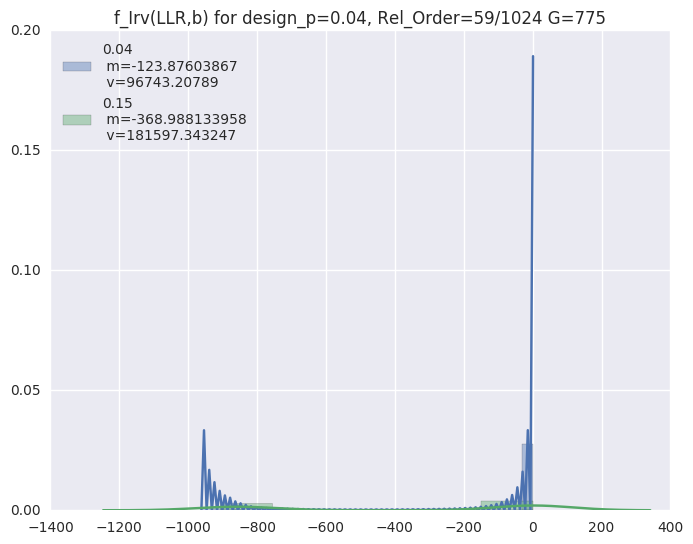 f_Irv(LLR,b) for design_p=0.04, Rel_Order=59/1024 G=775
0.20
0.15
0.10
0.05
0.00
0.04
m=-123.87603867
v=96743.20789
0.15
m=-368.988133958
v=181597.343247
−1400 −1200 −1000 −800 −600 −400 −200 0 200 400